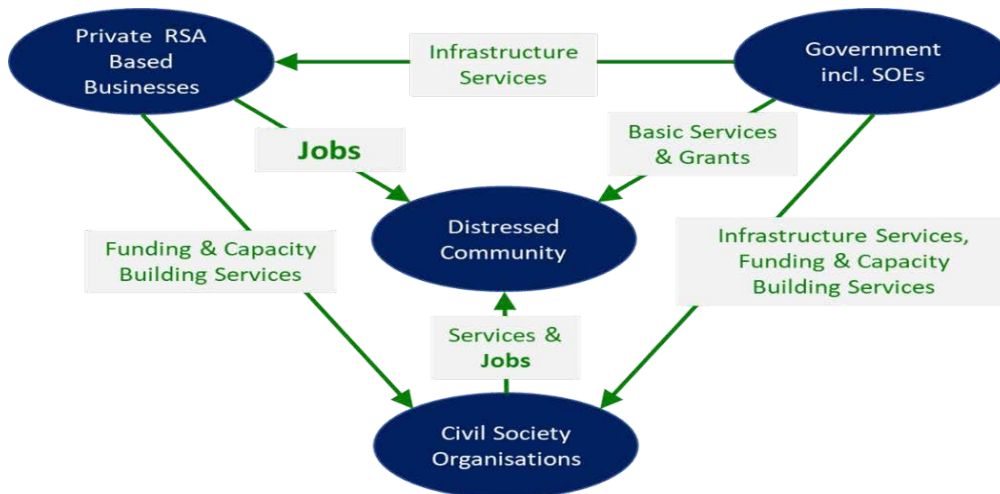 Private RSA
Based
Businesses
Infrastructure
Services
Government
incl. SOEs
Jobs
Basic Services
& Grants
Distressed
Community
Funding & Capacity
Building Services
Infrastructure Services,
Funding & Capacity
Building Services
Services &
Jobs
Civil Society
Organisations